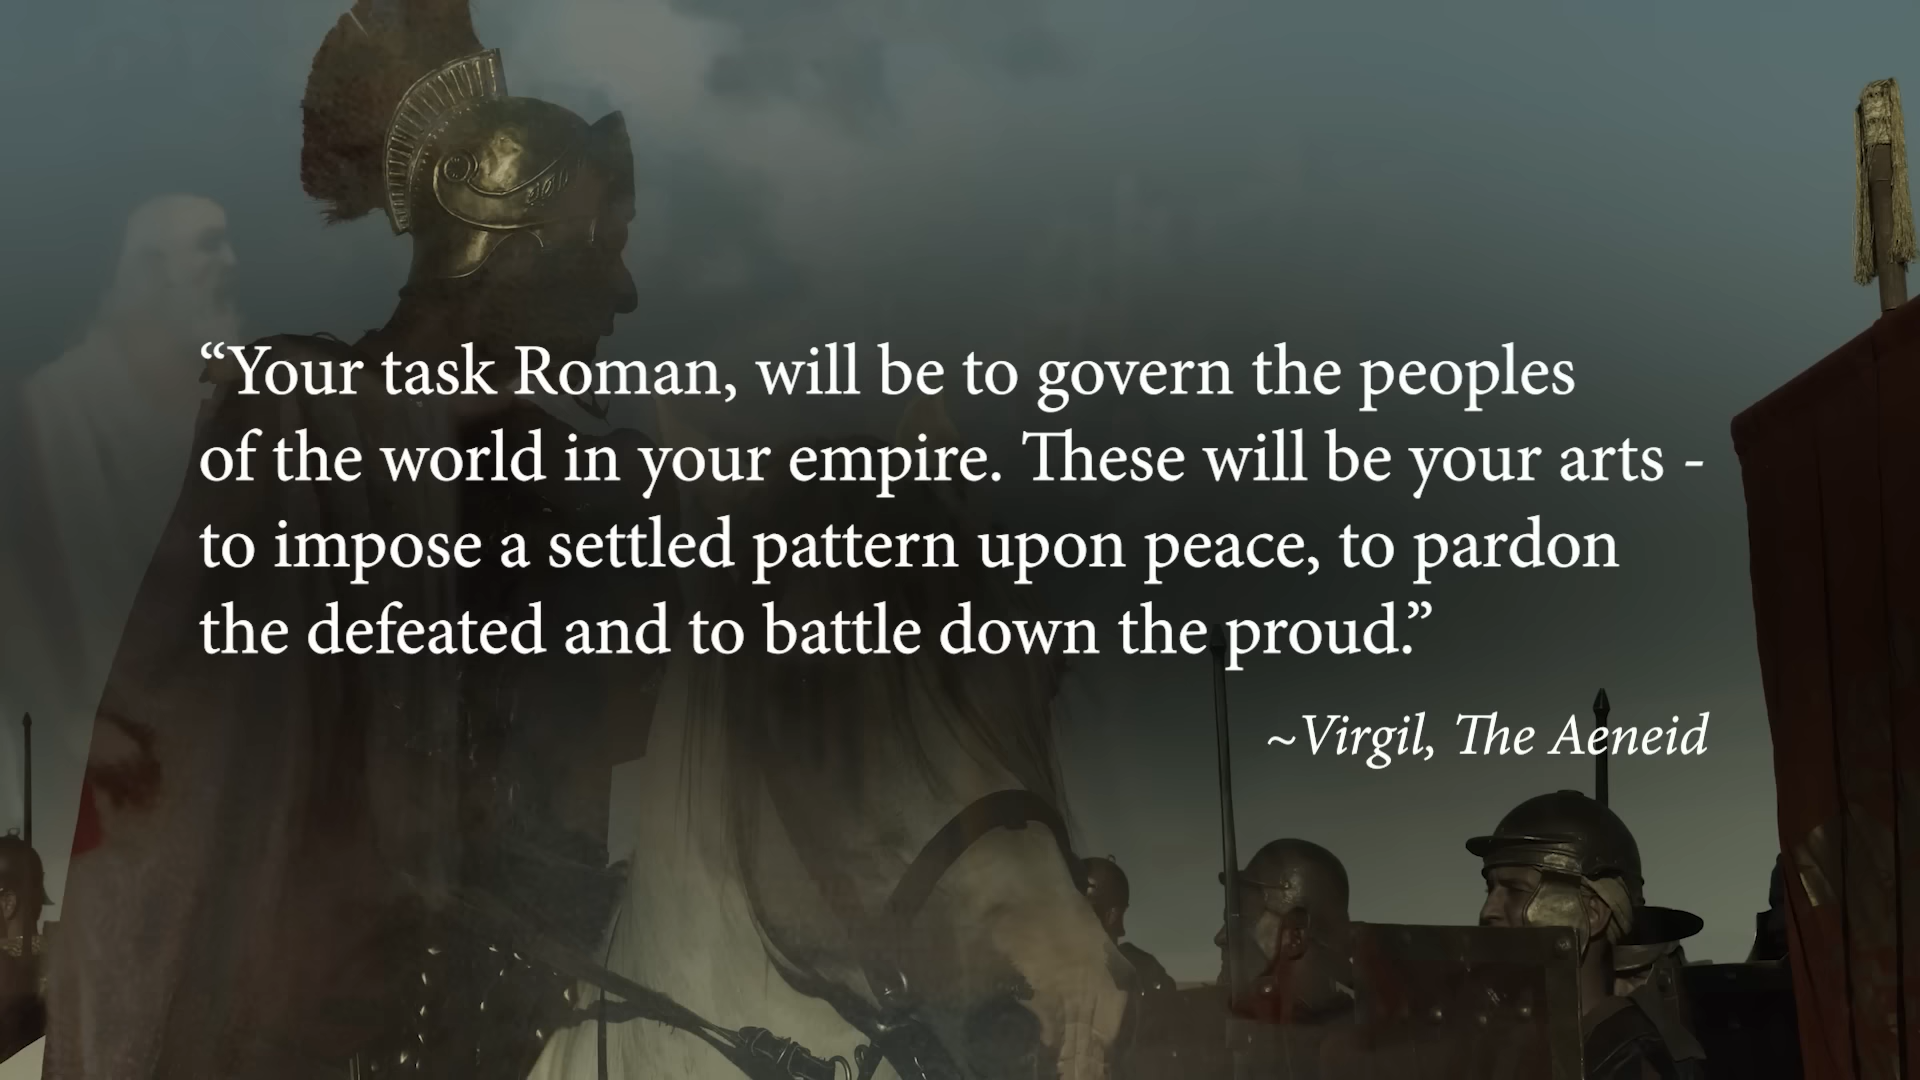 “Your task Roman, will be to govern the peoples
of the world in your empire. These will be your arts -
to impose a settled pattern upon peace, to pardon
the defeated and to battle down the proud.”
~Virgil, The Aeneid